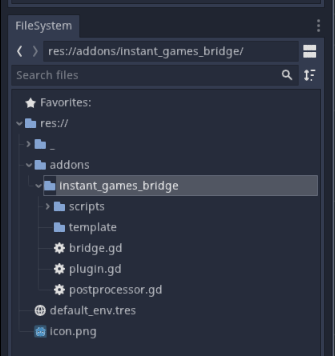 FileSystem
res://addons/instant_games_bridge/
Search files
Favorites:
res://
_
addons
instant_games_bridge
scripts
template
bridge.gd
plugin.gd
postprocessor.gd
default_env.tres
icon.png